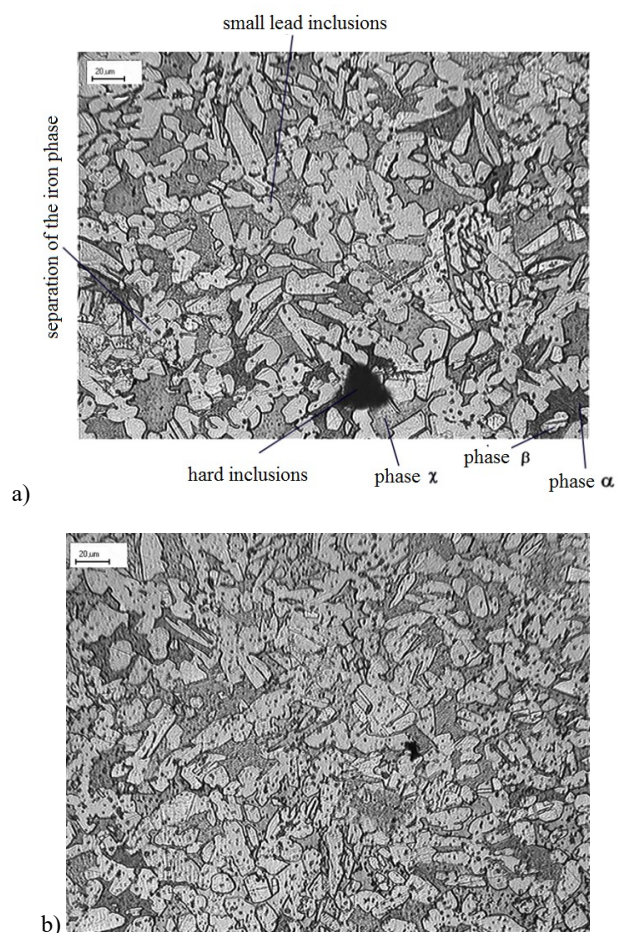 small lead inclusions
20 μm
separation of the iron phase
hard inclusions
phase χ
phase β
phase α
a)
20 μm
b)